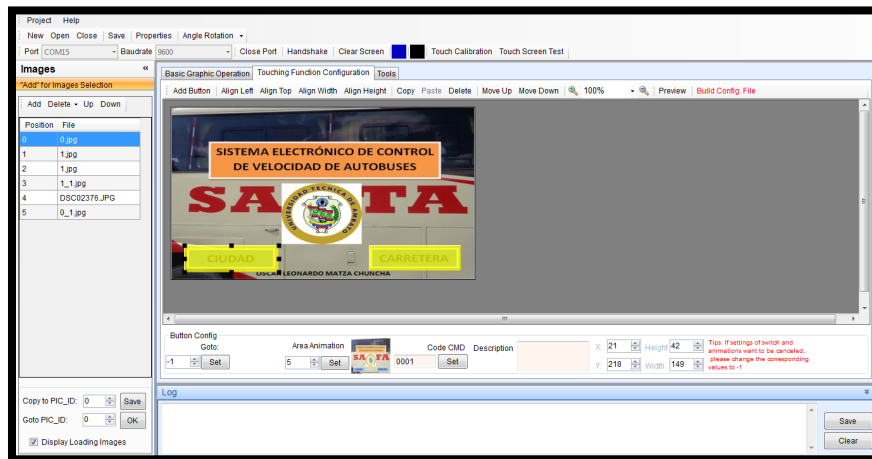 Project Help
New Open Close Save Properties Angle Rotation
Port COM15 Baudrate 9600 Close Port Handshake Clear Screen Touch Calibration Touch Screen Test
Images «
"Add" for Images Selection
Add Delete Up Down
Position File
0 0.jpg
1 1.jpg
2 1.jpg
3 1_1.jpg
4 DSC02376.JPG
5 0_1.jpg
Copy to PIC_ID: 0 Save
Goto PIC_ID: 0 OK
Display Loading Images
Basic Graphic Operation Touching Function Configuration Tools
Add Button Align Left Align Top Align Width Align Height Copy Paste Delete Move Up Move Down 100% Preview Build Config. File
SISTEMA ELECTRÓNICO DE CONTROL
DE VELOCIDAD DE AUTOBUSES
SA TA
UNIVERSIDAD TECNICA DE AMBATO
CIUDAD CARRETERA
OSCAR LEONARDO MATZA CHUNCHA
Button Config
Goto: Area Animation Code CMD Description X: 21 Height 42
-1 Set 5 Set 0001 Set Y: 218 Width 149
Tips: If settings of switch and
animations want to be canceled,
please change the corresponding
values to -1
Log
Save
Clear